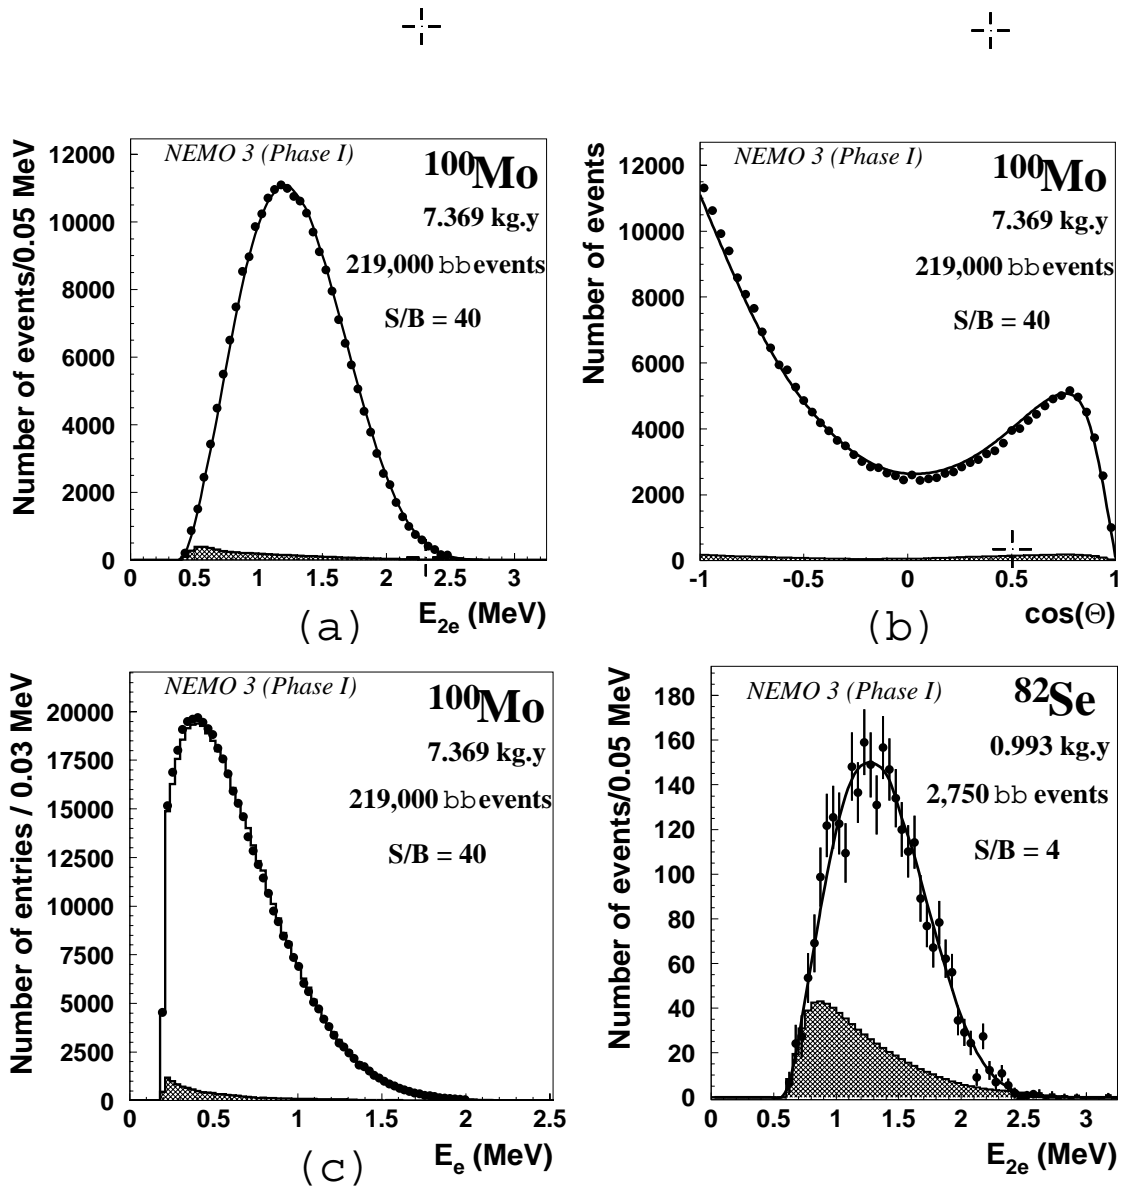 NEMO 3 (Phase I)
100Mo
7.369 kg.y
219,000 bb events
S/B = 40
Number of events/0.05 MeV
12000
10000
8000
6000
4000
2000
0
0 0.5 1 1.5 2 2.5 3
E2e (MeV)
(a)
NEMO 3 (Phase I)
100Mo
7.369 kg.y
219,000 bb events
S/B = 40
Number of events
12000
10000
8000
6000
4000
2000
0
-1 -0.5 0 0.5 1
cos(Θ)
(b)
NEMO 3 (Phase I)
100Mo
7.369 kg.y
219,000 bb events
S/B = 40
Number of entries / 0.03 MeV
20000
17500
15000
12500
10000
7500
5000
2500
0
0 0.5 1 1.5 2 2.5
Ee (MeV)
(c)
NEMO 3 (Phase I)
82Se
0.993 kg.y
2,750 bb events
S/B = 4
Number of events/0.05 MeV
180
160
140
120
100
80
60
40
20
0
0 0.5 1 1.5 2 2.5 3
E2e (MeV)